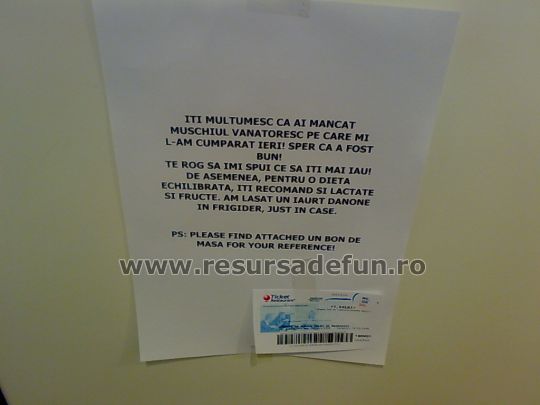 ITI MULTUMESC CA AI MANCAT
MUSCHIUL VANATORESC PE CARE MI
L-AM CUMPARAT IERI! SPER CA A FOST
BUN!
TE ROG SA IMI SPUI CE SA ITI MAI IAU!
DE ASEMENEA, PENTRU O DIETA
ECHILIBRATA, ITI RECOMAND SI LACTATE
SI FRUCTE. AM LASAT UN IAURT DANONE
IN FRIGIDER, JUST IN CASE.
PS: PLEASE FIND ATTACHED UN BON DE
MASA FOR YOUR REFERENCE!
www.resursadefun.ro
Ticket
Restaurant